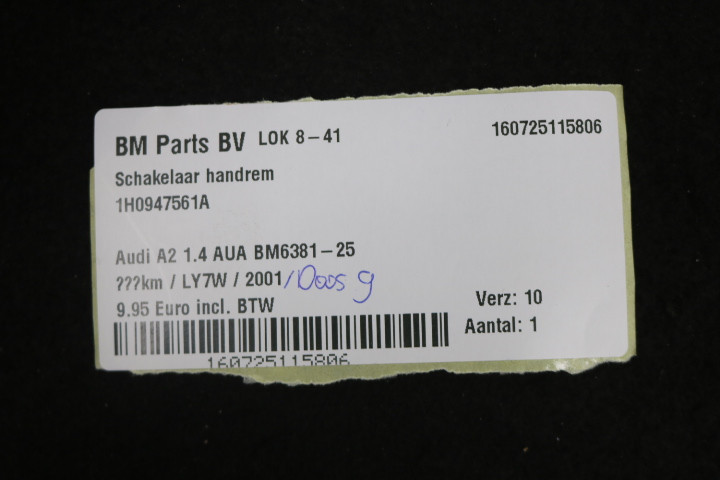 BM Parts BV LOK 8-41 160725115806
Schakelaar handrem
1H0947561A
Audi A2 1.4 AUA BM6381-25
???km / LY7W / 2001 /Doos 9
9.95 Euro incl. BTW
Verz: 10
Aantal: 1
160725115806